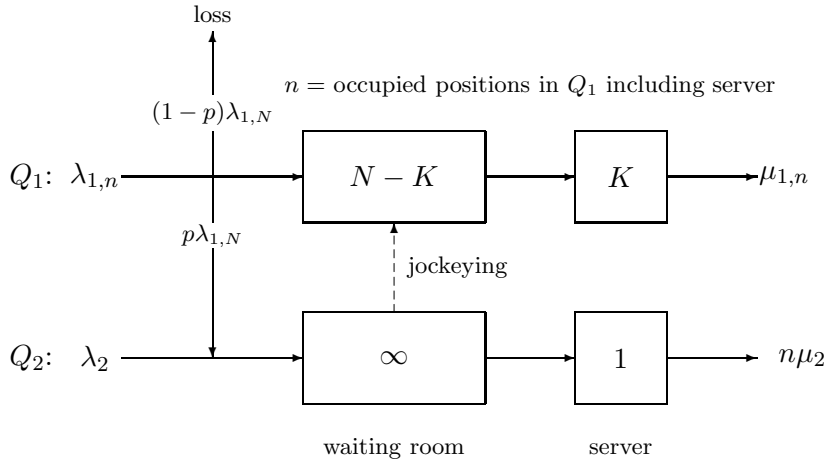 loss
n = occupied positions in Q₁ including server
(1 − p)λ₁,N
Q₁: λ₁,n N − K K μ₁,n
pλ₁,N
jockeying
Q₂: λ₂ ∞ 1 nμ₂
waiting room server